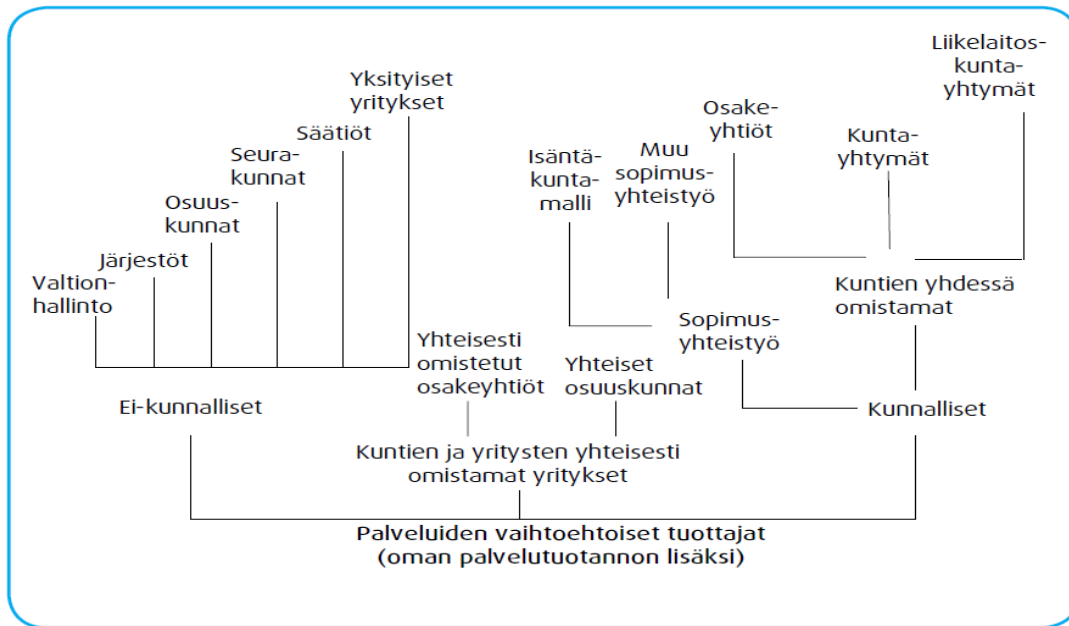 Liikelaitos-
kunta-
yhtymät
Yksityiset
yritykset
Osake-
yhtiöt
Säätiöt
Kunta-
yhtymät
Muu
sopimus-
yhteistyö
Isäntä-
kunta-
malli
Seura-
kunnat
Osuus-
kunnat
Järjestöt
Valtion-
hallinto
Kuntien yhdessä
omistamat
Sopimus-
yhteistyö
Yhteisesti
omistetut
osakeyhtiöt
Yhteiset
osuuskunnat
Ei-kunnalliset
Kunnalliset
Kuntien ja yritysten yhteisesti
omistamat yritykset
Palveluiden vaihtoehtoiset tuottajat
(oman palvelutuotannon lisäksi)